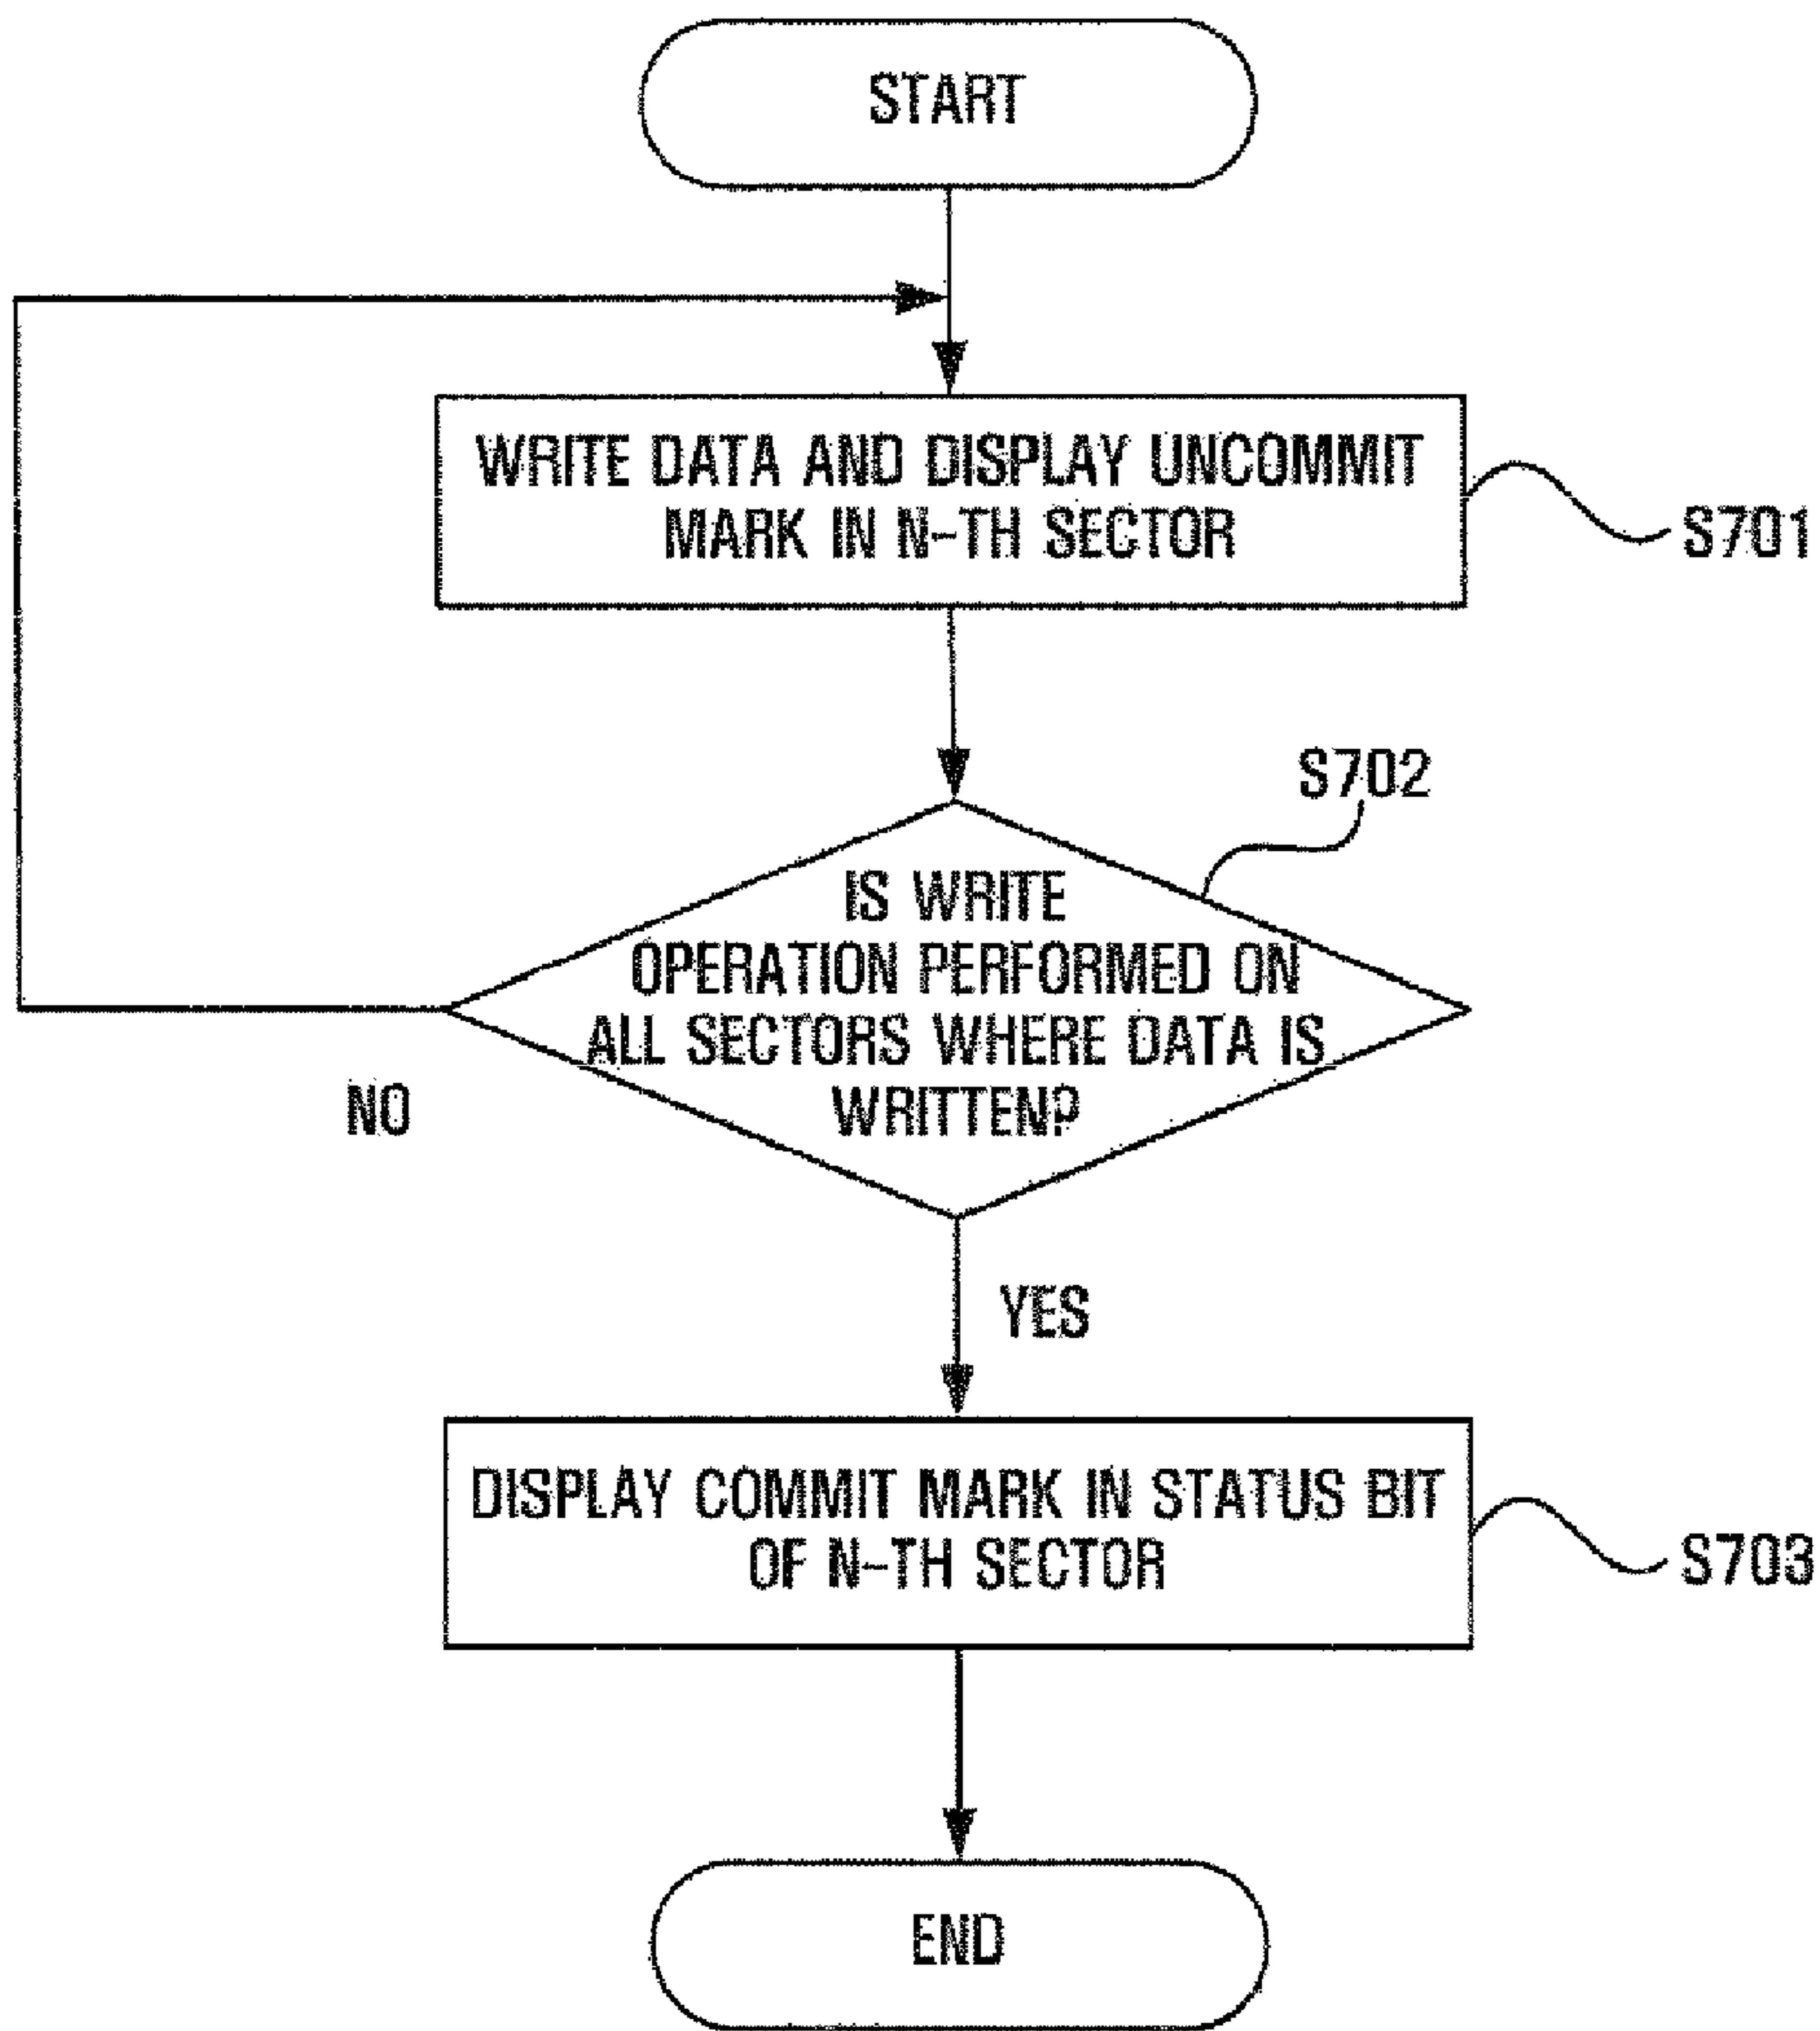 START
WRITE DATA AND DISPLAY UNCOMMIT
MARK IN N-TH SECTOR
S701
S702
IS WRITE
OPERATION PERFORMED ON
ALL SECTORS WHERE DATA IS
WRITTEN?
NO
YES
DISPLAY COMMIT MARK IN STATUS BIT
OF N-TH SECTOR
S703
END